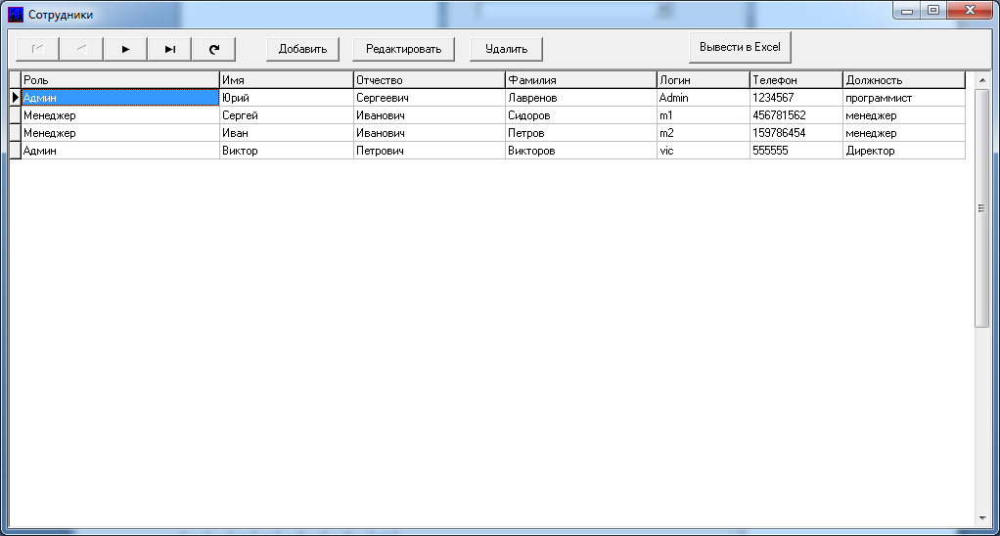 Сотрудники
Добавить Редактировать Удалить Вывести в Excel
Роль Имя Отчество Фамилия Логин Телефон Должность
Админ Юрий Сергеевич Лавренов Admin 1234567 программист
Менеджер Сергей Иванович Сидоров m1 456781562 менеджер
Менеджер Иван Иванович Петров m2 159786454 менеджер
Админ Виктор Петрович Викторов vic 555555 Директор